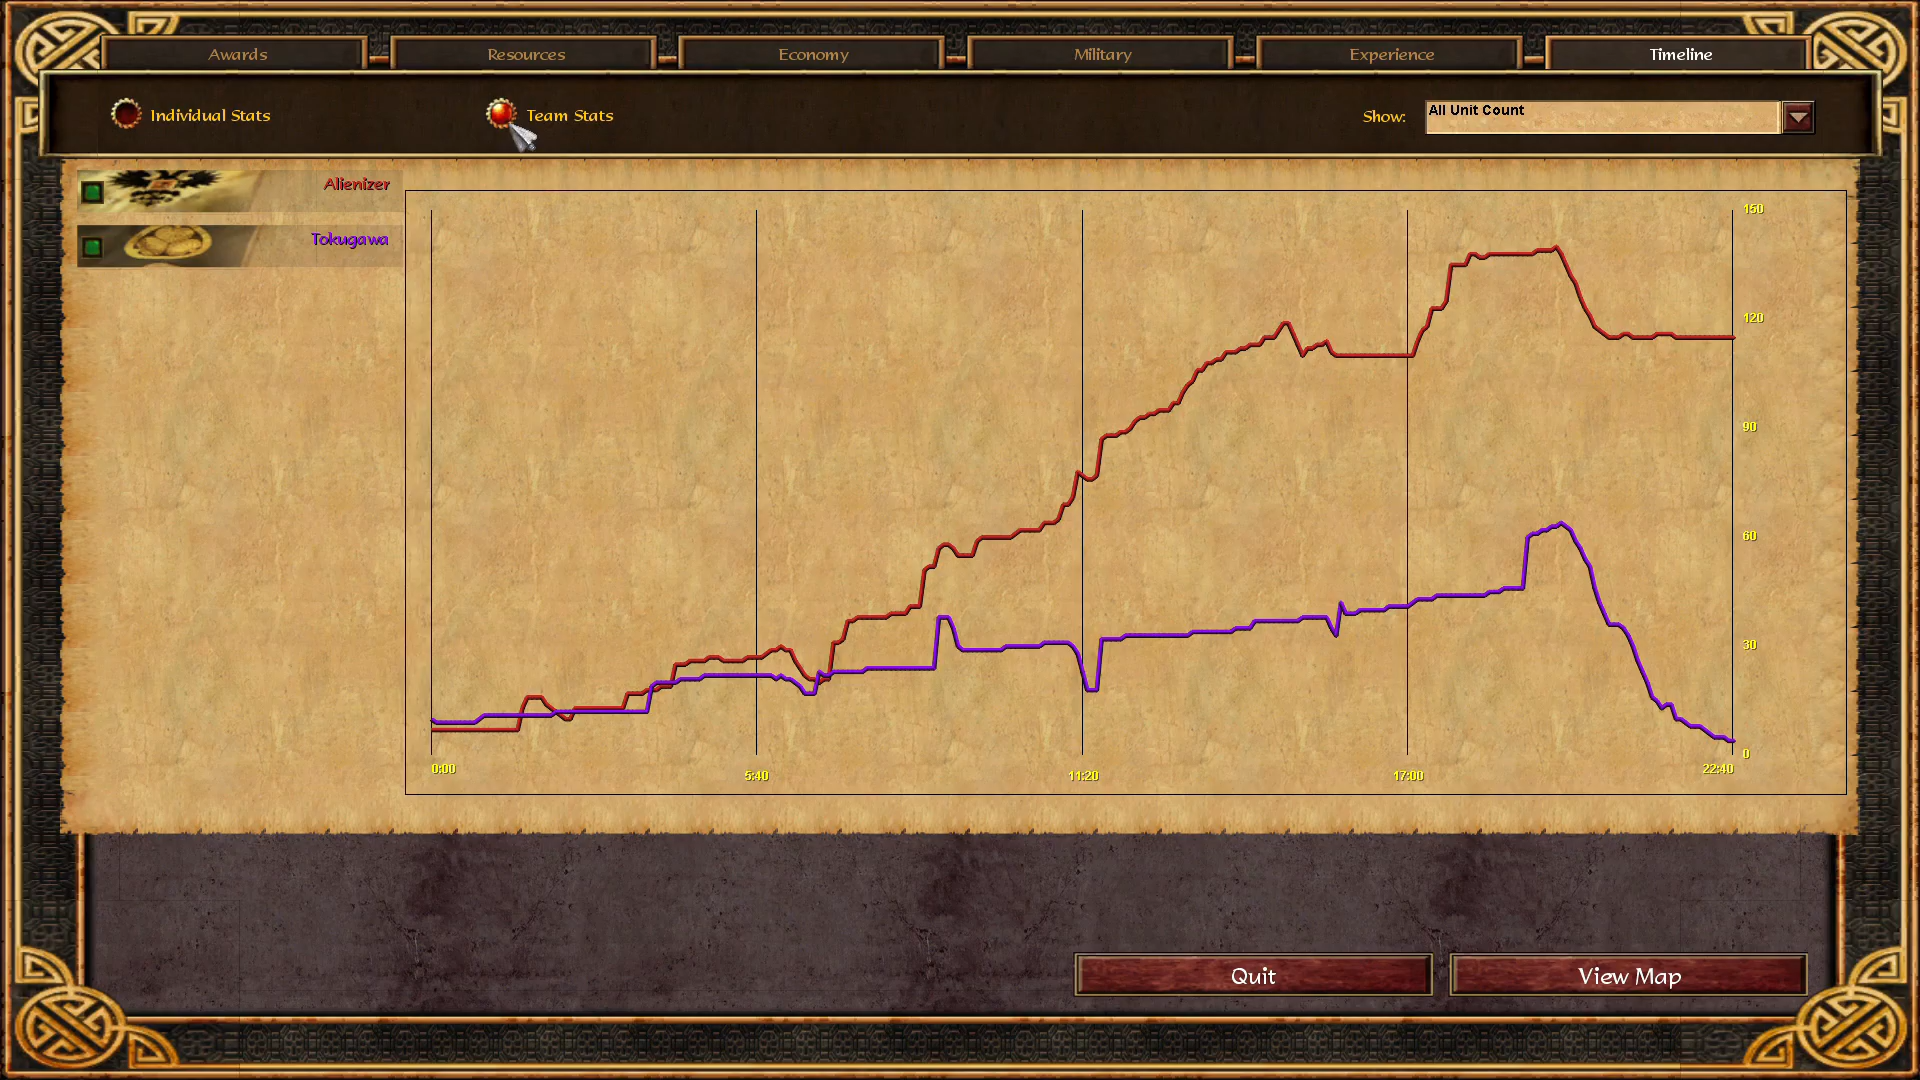 Awards Resources Economy Military Experience Timeline
Individual Stats Team Stats Show: All Unit Count
Alienizer
Tokugawa
150
120
90
60
30
0
0:00 5:40 11:20 17:00 22:40
Quit View Map